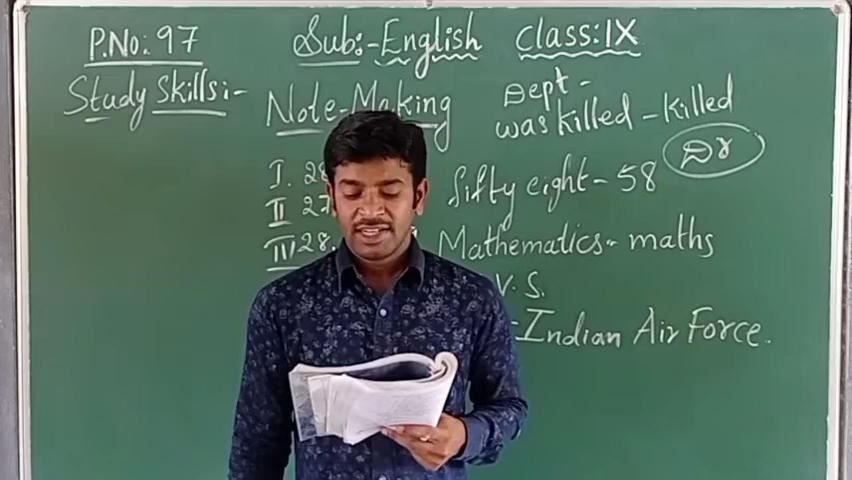 P.No: 97 Sub:-English class: IX
Study Skills:- Note-Making
Dept -
was killed - killed
Dr
I. 28
fifty eight - 58
II 27
III 28.
Mathematics - maths
V. S.
- Indian Air Force.